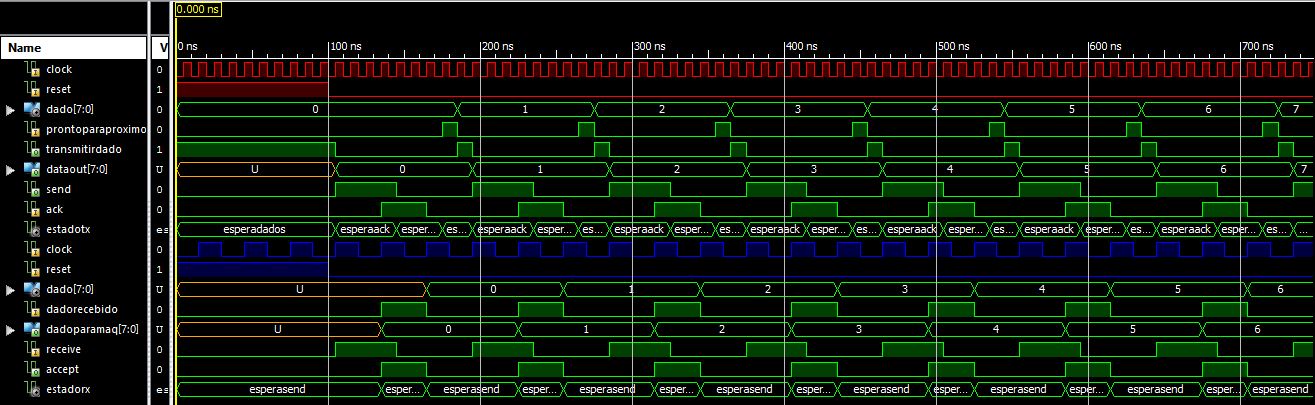 0.000 ns
Name V 0 ns 100 ns 200 ns 300 ns 400 ns 500 ns 600 ns 700 ns
clock 0
reset 1
dado[7:0] 0 0 1 2 3 4 5 6 7
prontoparaproximo 0
transmitirdado 1
dataout[7:0] U U 0 1 2 3 4 5 6 7
send 0
ack 0
estadotx es esperadados esperaack esper... es... esperaack esper... es... esperaack esper... es... esperaack esper... es... esperaack esper... es... esperaack esper... es... esperaack esper... es... ...
clock 0
reset 1
dado[7:0] U U 0 1 2 3 4 5 6
dadorecebido 0
dadoparamaq[7:0] U U 0 1 2 3 4 5 6
receive 0
accept 0
estadorx es esperasend esper... esperasend esper... esperasend esper... esperasend esper... esperasend esper... esperasend esper... esperasend esper... esperasend